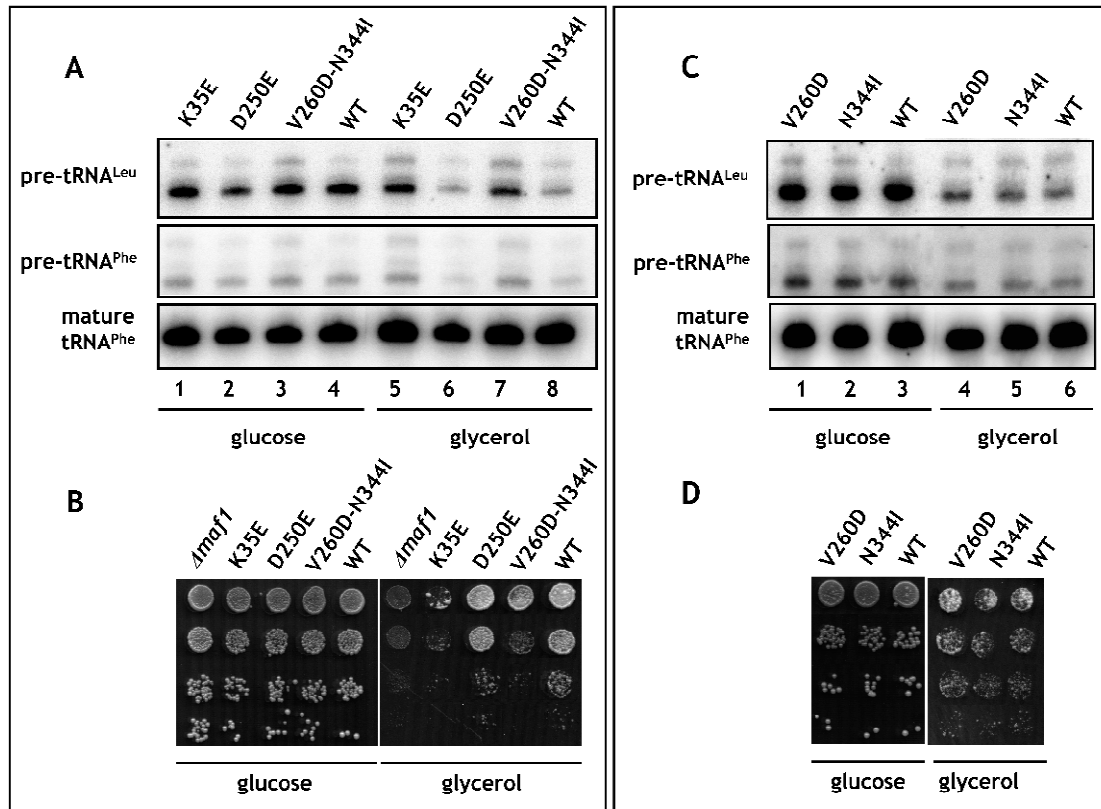 A
K35E D250E V260D-N344I WT K35E D250E V260D-N344I WT
pre-tRNALeu
pre-tRNAPhe
mature
tRNAPhe
1 2 3 4 5 6 7 8
glucose glycerol
B
Δmaf1 K35E D250E V260D-N344I WT Δmaf1 K35E D250E V260D-N344I WT
glucose glycerol
C
V260D N344I WT V260D N344I WT
pre-tRNALeu
pre-tRNAPhe
mature
tRNAPhe
1 2 3 4 5 6
glucose glycerol
D
V260D N344I WT V260D N344I WT
glucose glycerol